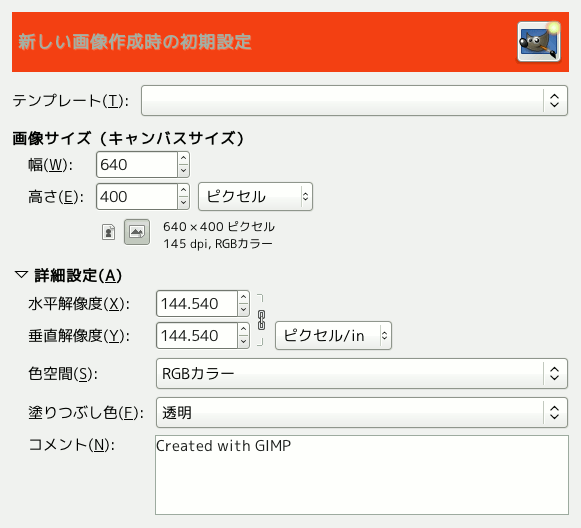 新しい画像作成時の初期設定
テンプレート(T):
画像サイズ（キャンバスサイズ）
幅(W): 640
高さ(E): 400 ピクセル
640 × 400 ピクセル
145 dpi, RGBカラー
詳細設定(A)
水平解像度(X): 144.540
垂直解像度(Y): 144.540 ピクセル/in
色空間(S): RGBカラー
塗りつぶし色(F): 透明
コメント(N): Created with GIMP